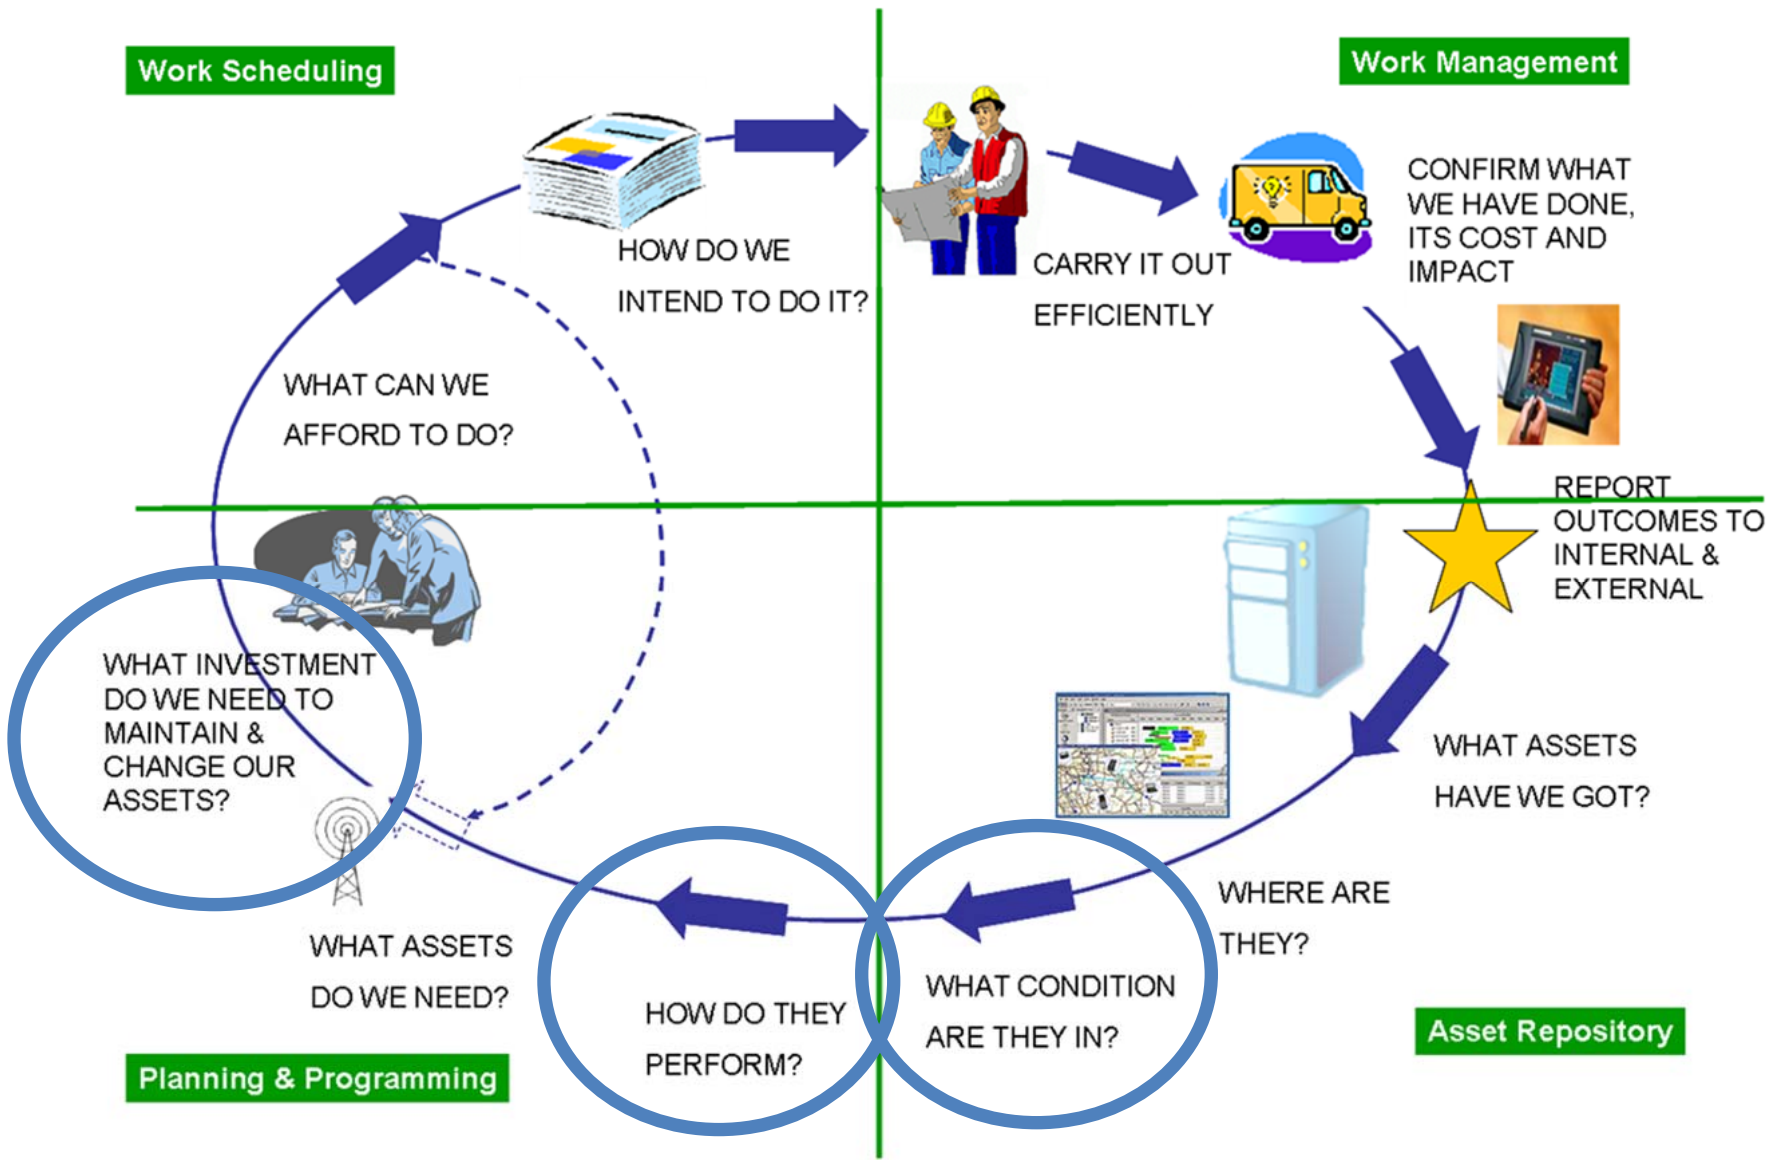 Work Scheduling
Work Management
HOW DO WE
INTEND TO DO IT?
CARRY IT OUT
EFFICIENTLY
CONFIRM WHAT
WE HAVE DONE,
ITS COST AND
IMPACT
WHAT CAN WE
AFFORD TO DO?
REPORT
OUTCOMES TO
INTERNAL &
EXTERNAL
WHAT INVESTMENT
DO WE NEED TO
MAINTAIN &
CHANGE OUR
ASSETS?
WHAT ASSETS
HAVE WE GOT?
WHERE ARE
THEY?
WHAT ASSETS
DO WE NEED?
HOW DO THEY
PERFORM?
WHAT CONDITION
ARE THEY IN?
Planning & Programming
Asset Repository